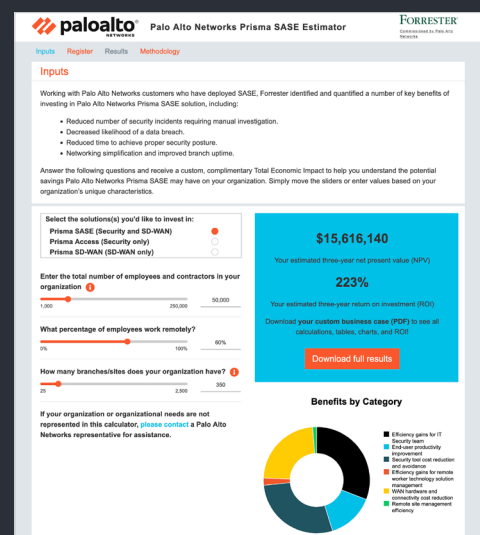 paloalto®
NETWORKS
Palo Alto Networks Prisma SASE Estimator
FORRESTER®
Commissioned by Palo Alto
Networks
Inputs Register Results Methodology
Inputs
Working with Palo Alto Networks customers who have deployed SASE, Forrester identified and quantified a number of key benefits of
investing in Palo Alto Networks Prisma SASE solution, including:
• Reduced number of security incidents requiring manual investigation.
• Decreased likelihood of a data breach.
• Reduced time to achieve proper security posture.
• Networking simplification and improved branch uptime.
Answer the following questions and receive a custom, complimentary Total Economic Impact to help you understand the potential
savings Palo Alto Networks Prisma SASE may have on your organization. Simply move the sliders or enter values based on your
organization's unique characteristics.
Select the solutions(s) you'd like to invest in:
Prisma SASE (Security and SD-WAN)
Prisma Access (Security only)
Prisma SD-WAN (SD-WAN only)
Enter the total number of employees and contractors in your
organization i
50,000
1,000 250,000
What percentage of employees work remotely?
60%
0% 100%
How many branches/sites does your organization have? i
350
25 2,500
If your organization or organizational needs are not
represented in this calculator, please contact a Palo Alto
Networks representative for assistance.
$15,616,140
Your estimated three-year net present value (NPV)
223%
Your estimated three-year return on investment (ROI)
Download your custom business case (PDF) to see all
calculations, tables, charts, and ROI!
Download full results
Benefits by Category
Efficiency gains for IT
Security team
End-user productivity
improvement
Security tool cost reduction
and avoidance
Efficiency gains for remote
worker technology solution
management
WAN hardware and
connectivity cost reduction
Remote site management
efficiency